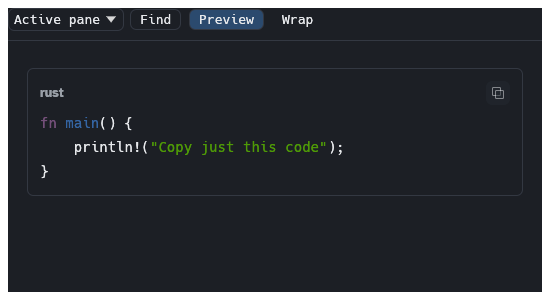 Active pane Find Preview Wrap
rust
fn main() {
    println!("Copy just this code");
}